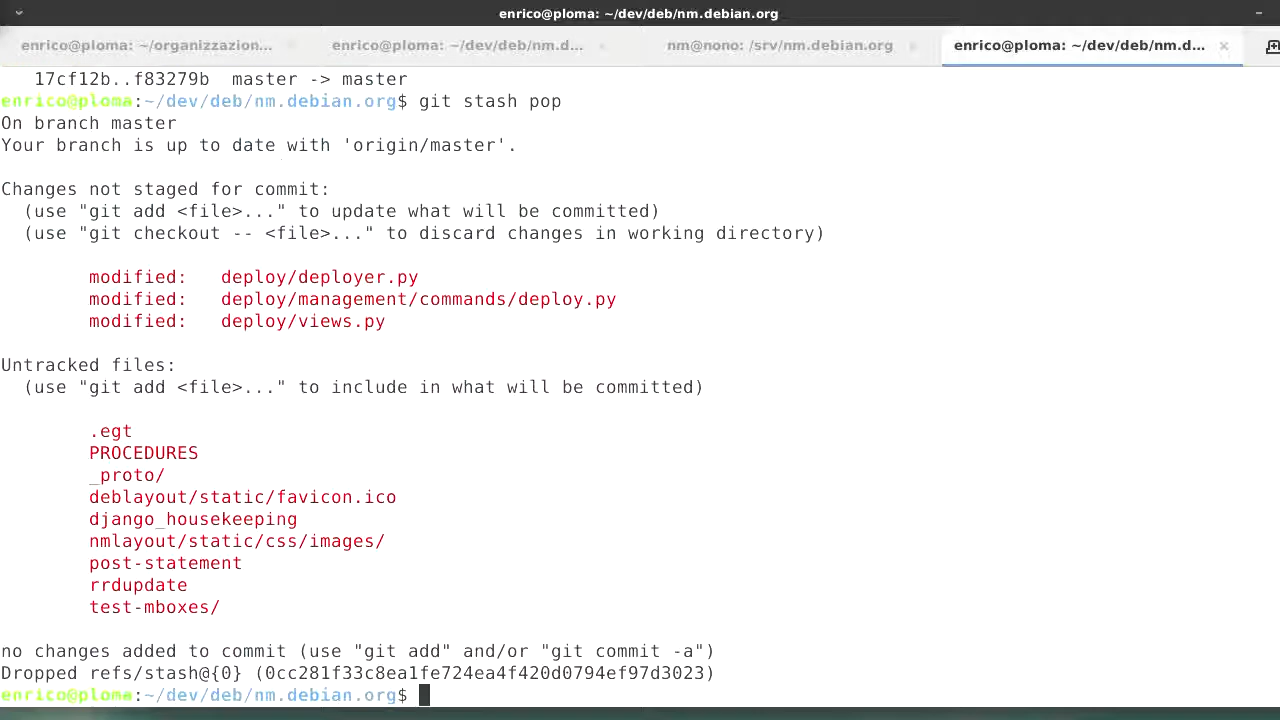 enrico@ploma: ~/dev/deb/nm.debian.org
enrico@ploma: ~/organizzazion...
enrico@ploma: ~/dev/deb/nm.d...
nm@nono: /srv/nm.debian.org
enrico@ploma: ~/dev/deb/nm.d...
17cf12b..f83279b  master -> master
enrico@ploma:~/dev/deb/nm.debian.org$ git stash pop
On branch master
Your branch is up to date with 'origin/master'.
Changes not staged for commit:
(use "git add <file>..." to update what will be committed)
(use "git checkout -- <file>..." to discard changes in working directory)
modified:   deploy/deployer.py
modified:   deploy/management/commands/deploy.py
modified:   deploy/views.py
Untracked files:
(use "git add <file>..." to include in what will be committed)
.egt
PROCEDURES
_proto/
deblayout/static/favicon.ico
django_housekeeping
nmlayout/static/css/images/
post-statement
rrdupdate
test-mboxes/
no changes added to commit (use "git add" and/or "git commit -a")
Dropped refs/stash@{0} (0cc281f33c8ea1fe724ea4f420d0794ef97d3023)
enrico@ploma:~/dev/deb/nm.debian.org$